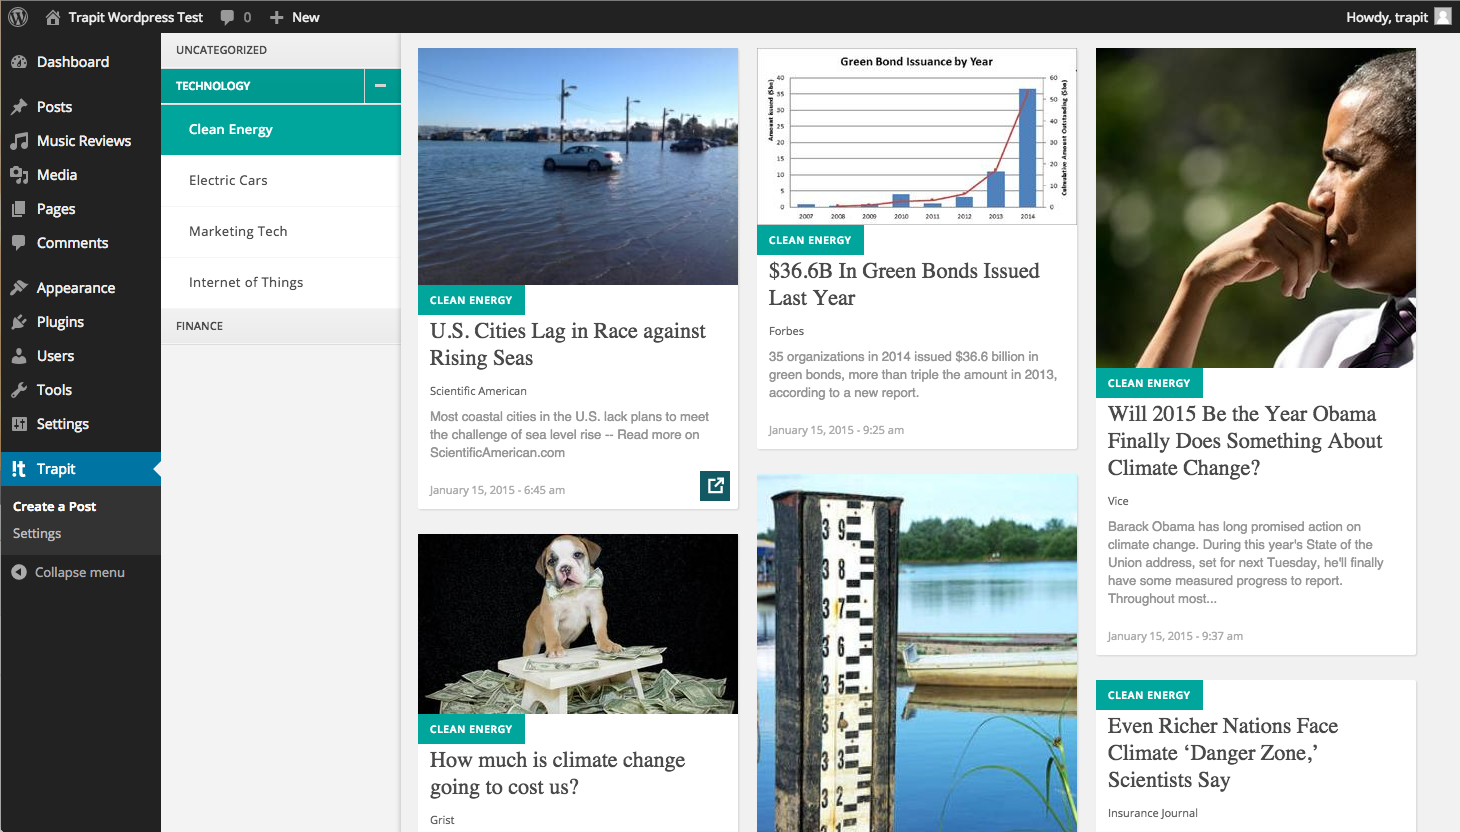 Trapit Wordpress Test
0
New
Howdy, trapit
Dashboard
Posts
Music Reviews
Media
Pages
Comments
Appearance
Plugins
Users
Tools
Settings
!t Trapit
Create a Post
Settings
Collapse menu
UNCATEGORIZED
TECHNOLOGY
Clean Energy
Electric Cars
Marketing Tech
Internet of Things
FINANCE
CLEAN ENERGY
U.S. Cities Lag in Race against
Rising Seas
Scientific American
Most coastal cities in the U.S. lack plans to meet
the challenge of sea level rise -- Read more on
ScientificAmerican.com
January 15, 2015 - 6:45 am
CLEAN ENERGY
How much is climate change
going to cost us?
Grist
Green Bond Issuance by Year
Amount Issued ($bn)
40
35
30
25
20
15
10
5
0
60
50
40
30
20
10
0
Cumulative Amount Outstanding ($bn)
2007 2008 2009 2010 2011 2012 2013 2014
CLEAN ENERGY
$36.6B In Green Bonds Issued
Last Year
Forbes
35 organizations in 2014 issued $36.6 billion in
green bonds, more than triple the amount in 2013,
according to a new report.
January 15, 2015 - 9:25 am
39
38
37
36
35
34
33
32
CLEAN ENERGY
Will 2015 Be the Year Obama
Finally Does Something About
Climate Change?
Vice
Barack Obama has long promised action on
climate change. During this year's State of the
Union address, set for next Tuesday, he'll finally
have some measured progress to report.
Throughout most...
January 15, 2015 - 9:37 am
CLEAN ENERGY
Even Richer Nations Face
Climate ‘Danger Zone,’
Scientists Say
Insurance Journal